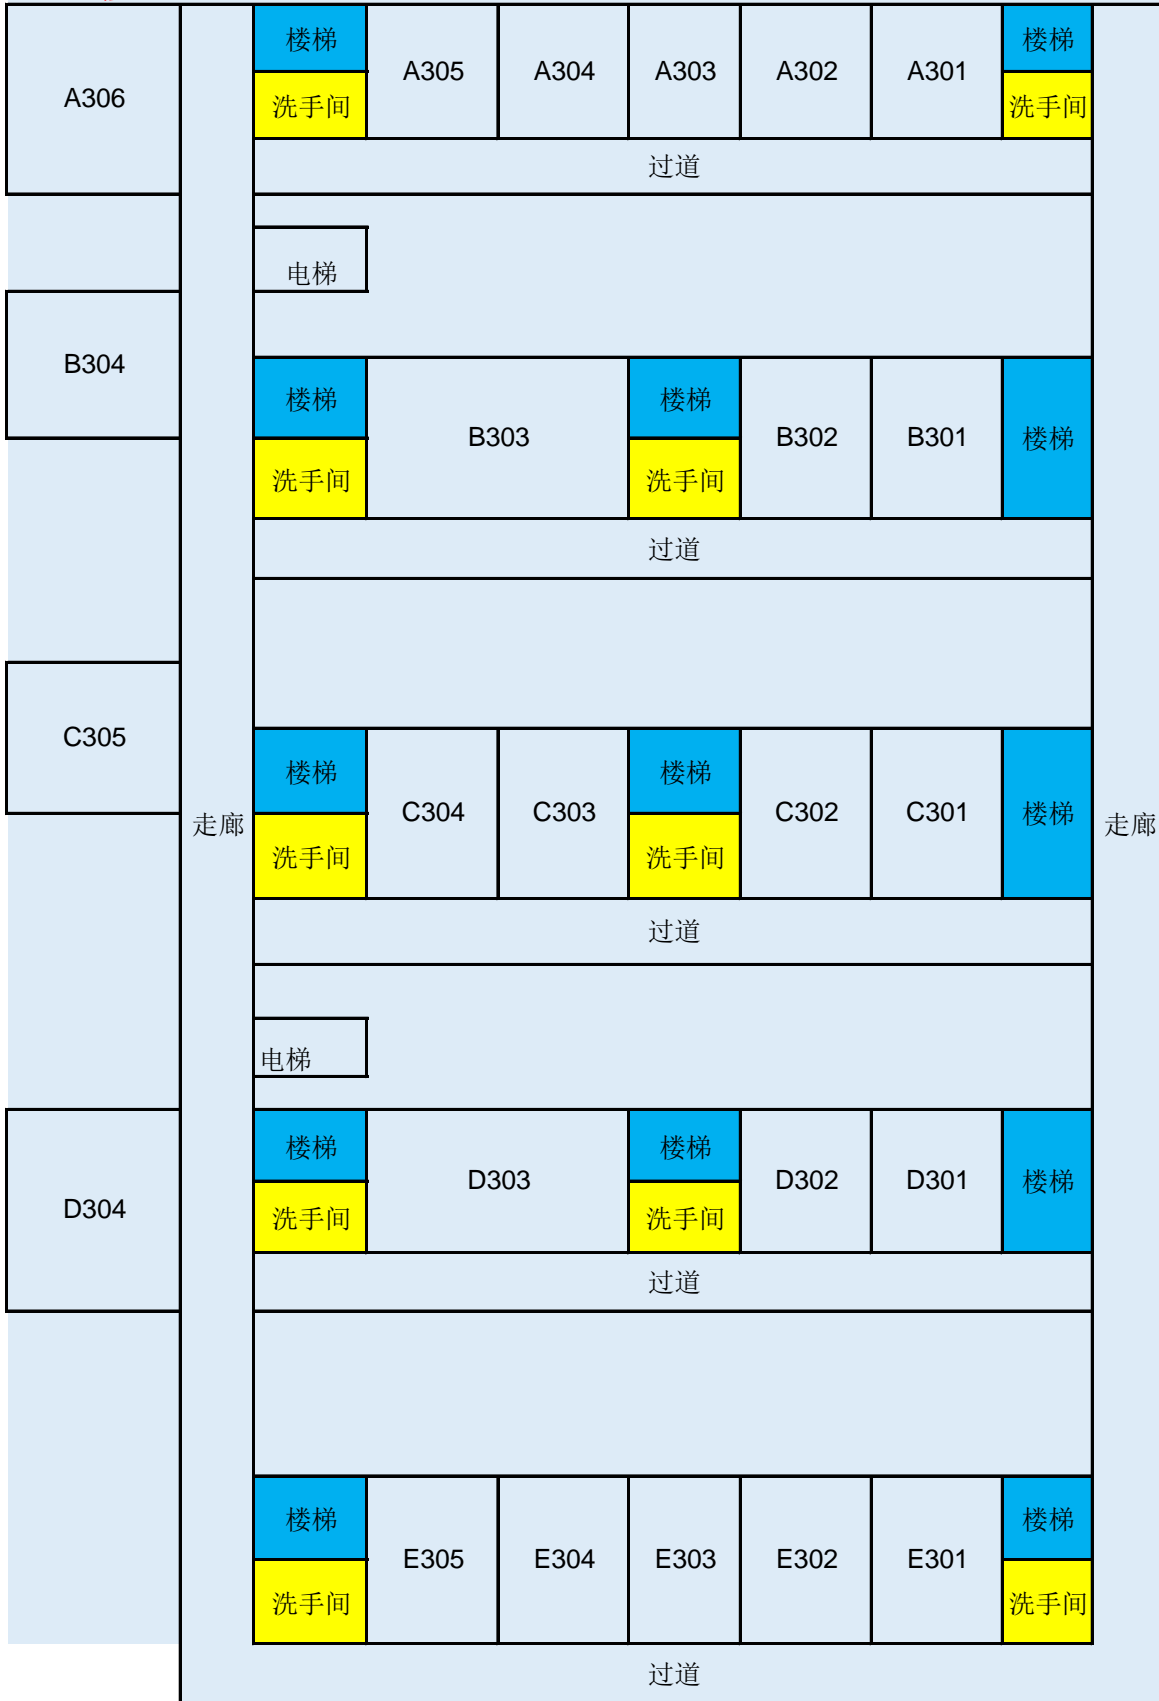 楼梯
楼梯
A306
A305
A304
A303
A302
A301
洗手间
洗手间
过道
电梯
B304
楼梯
楼梯
B303
B302
B301
楼梯
洗手间
洗手间
过道
C305
楼梯
楼梯
C304
C303
C302
C301
楼梯
走廊
走廊
洗手间
洗手间
过道
电梯
楼梯
楼梯
D304
D303
D302
D301
楼梯
洗手间
洗手间
过道
楼梯
楼梯
E305
E304
E303
E302
E301
洗手间
洗手间
过道